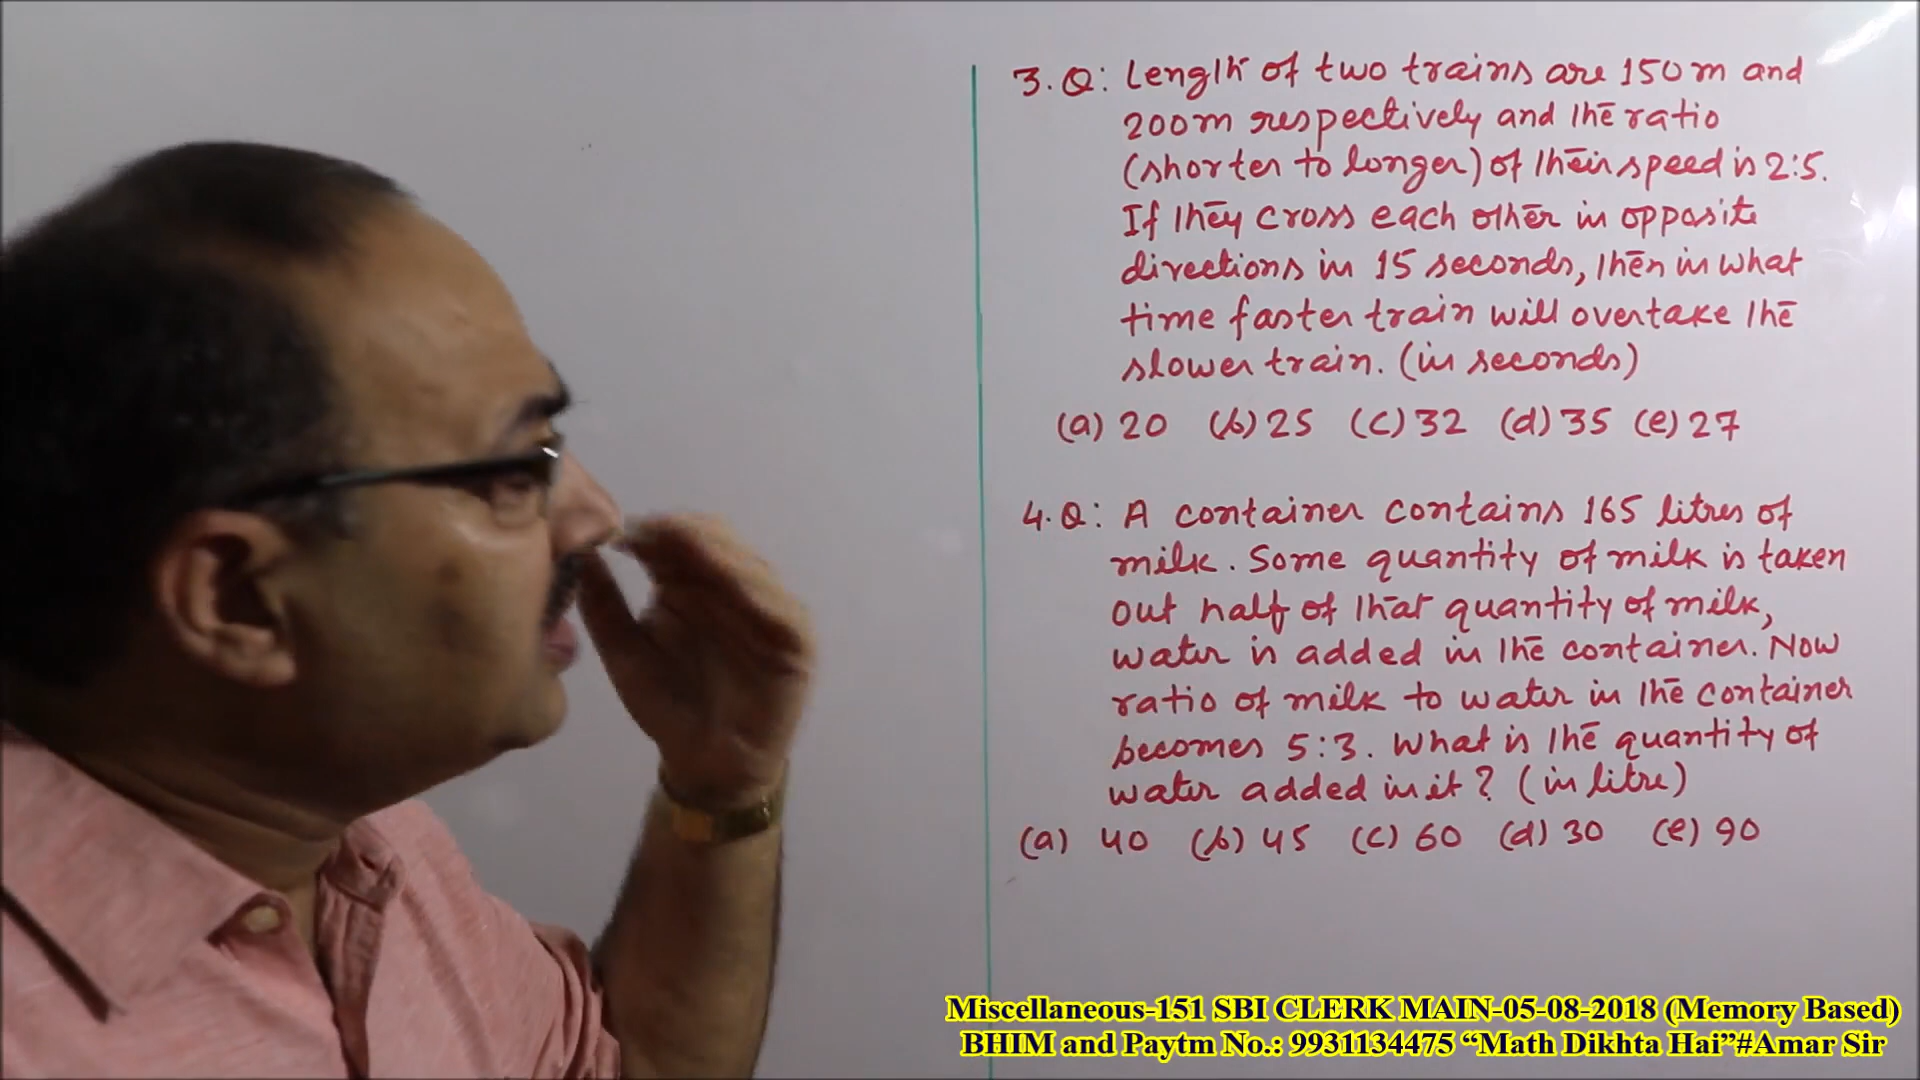 3. Q: Length of two trains are 150m and
200m respectively and the ratio
(shorter to longer) of their speed is 2:5.
If they cross each other in opposite
directions in 15 seconds, then in what
time faster train will overtake the
slower train. (in seconds)
(a) 20 (b) 25 (c) 32 (d) 35 (e) 27
4. Q: A container contains 165 litres of
milk. Some quantity of milk is taken
out half of that quantity of milk,
water is added in the container. Now
ratio of milk to water in the container
becomes 5:3. What is the quantity of
water added in it? (in litre)
(a) 40 (b) 45 (c) 60 (d) 30 (e) 90
Miscellaneous-151 SBI CLERK MAIN-05-08-2018 (Memory Based)
BHIM and Paytm No.: 9931134475 “Math Dikhta Hai”#Amar Sir